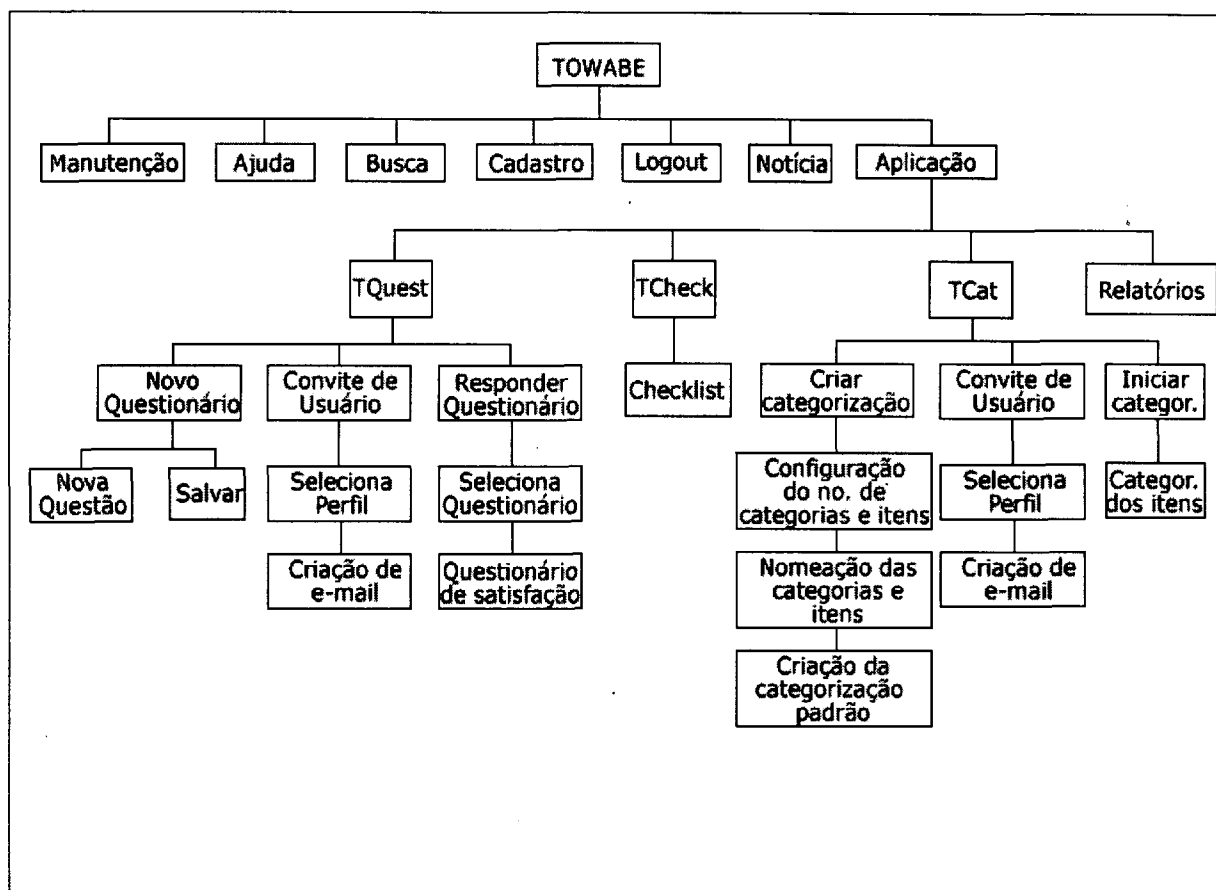 TOWABE
Manutenção
Ajuda
Busca
Cadastro
Logout
Notícia
Aplicação
TQuest
TCheck
TCat
Relatórios
Novo
Questionário
Convite de
Usuário
Responder
Questionário
Checklist
Criar
categorização
Convite de
Usuário
Iniciar
categor.
Nova
Questão
Salvar
Seleciona
Perfil
Seleciona
Questionário
Configuração
do no. de
categorias e itens
Seleciona
Perfil
Categor.
dos itens
Criação de
e-mail
Questionário
de satisfação
Nomeação das
categorias e
itens
Criação de
e-mail
Criação da
categorização
padrão